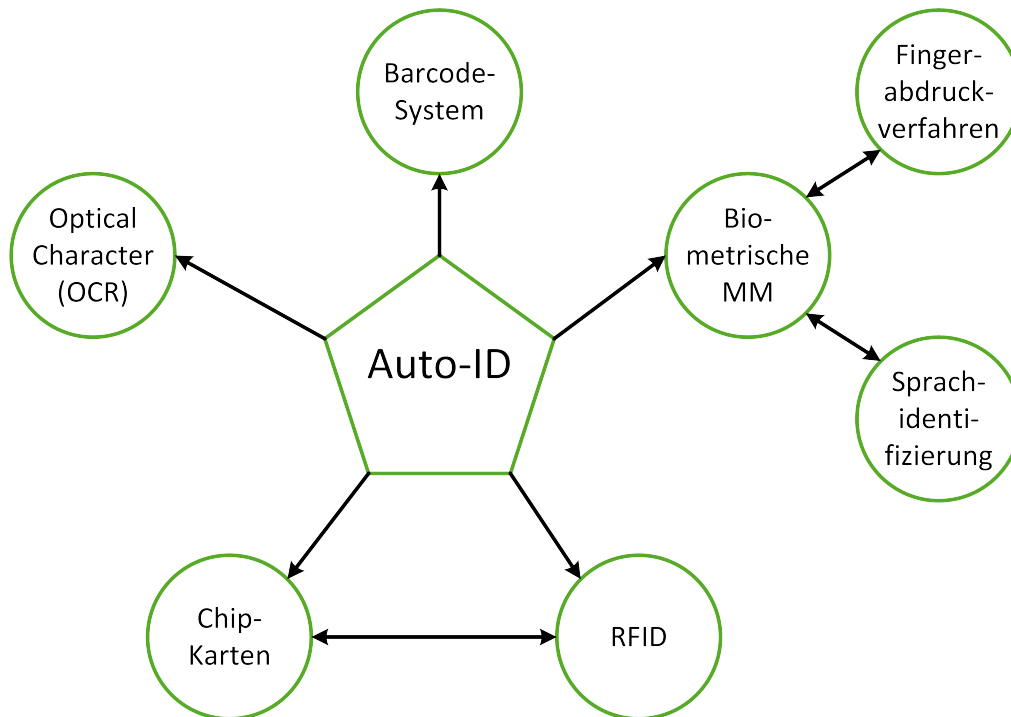 Barcode-
System
Finger-
abdruck-
verfahren
Optical
Character
(OCR)
Bio-
metrische
MM
Auto-ID
Sprach-
identi-
fizierung
Chip-
Karten
RFID